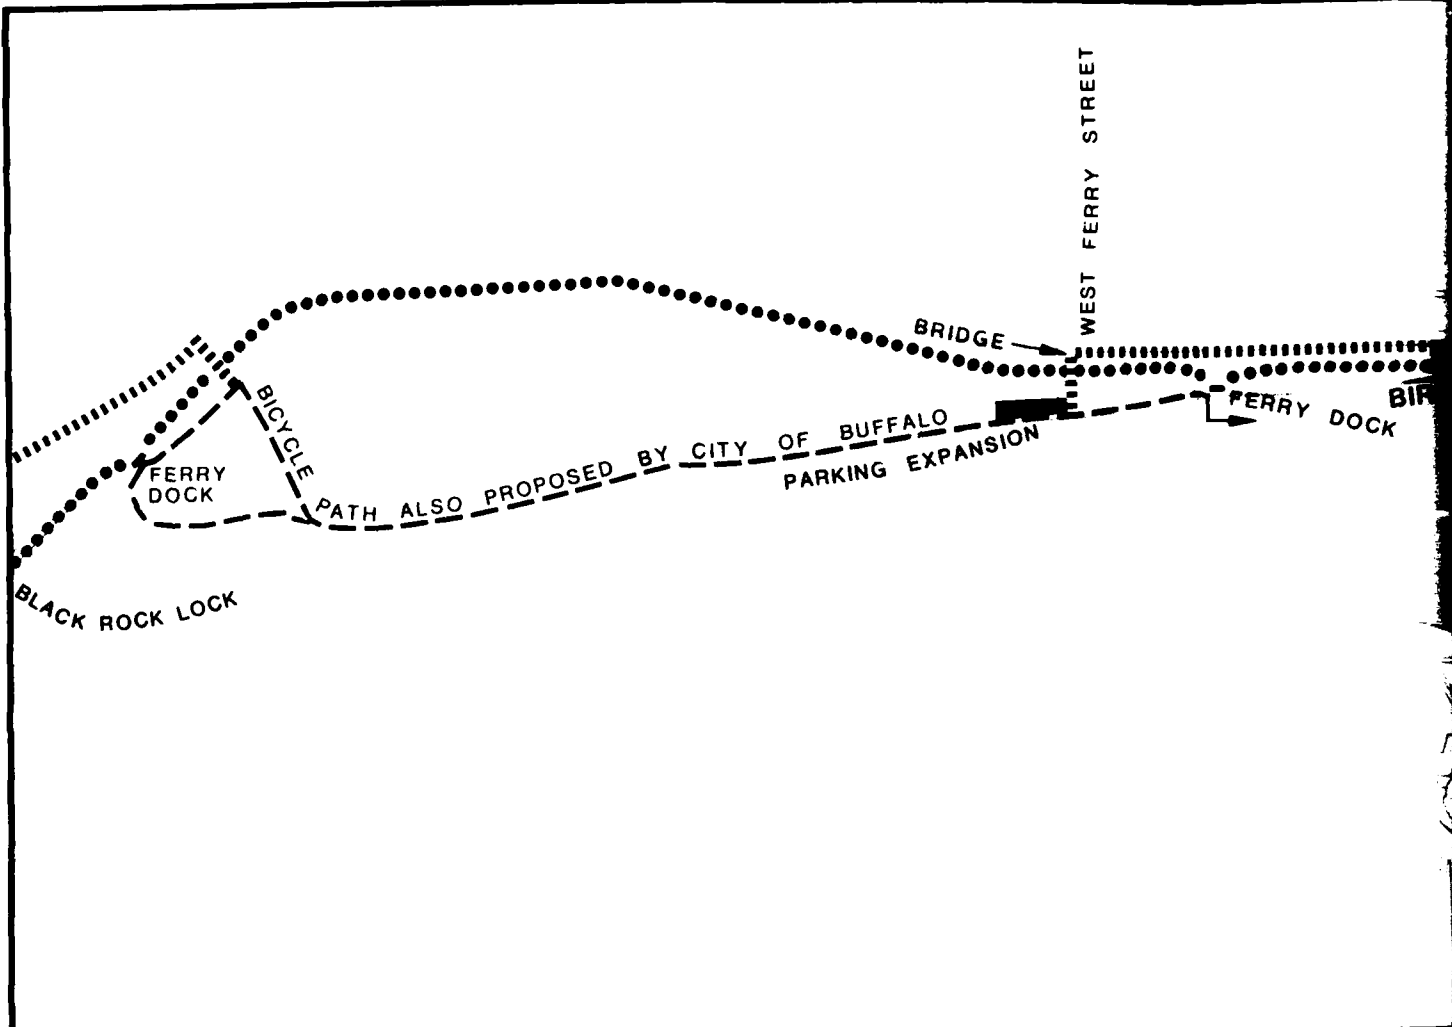 WEST FERRY STREET
BRIDGE
FERRY DOCK
BICYCLE PATH ALSO PROPOSED BY CITY OF BUFFALO
PARKING EXPANSION
FERRY
DOCK
BLACK ROCK LOCK